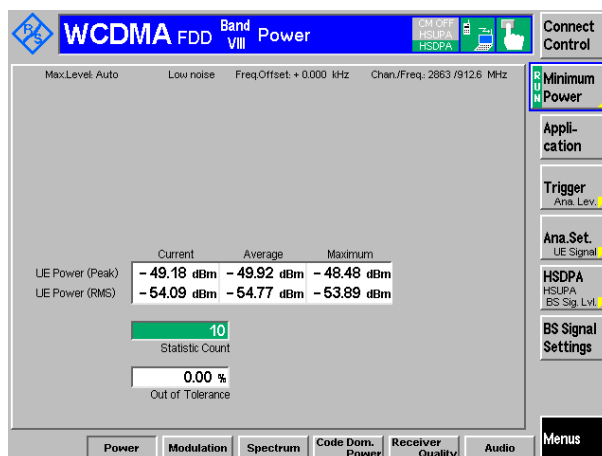 R&S WCDMA FDD Band VIII Power CM OFF HSUPA HSDPA
Connect Control
Max.Level: Auto Low noise Freq.Offset: + 0.000 kHz Chan./Freq.: 2863 /912.6 MHz
RUN Minimum Power
Appli-
cation
Trigger
Ana. Lev.
Ana.Set.
UE Signal
Current Average Maximum
UE Power (Peak) - 49.18 dBm - 49.92 dBm - 48.48 dBm
UE Power (RMS) - 54.09 dBm - 54.77 dBm - 53.89 dBm
HSDPA
HSUPA
BS Sig. Lvl.
10
Statistic Count
BS Signal
Settings
0.00 %
Out of Tolerance
Power Modulation Spectrum Code Dom. Power Receiver Quality Audio
Menus